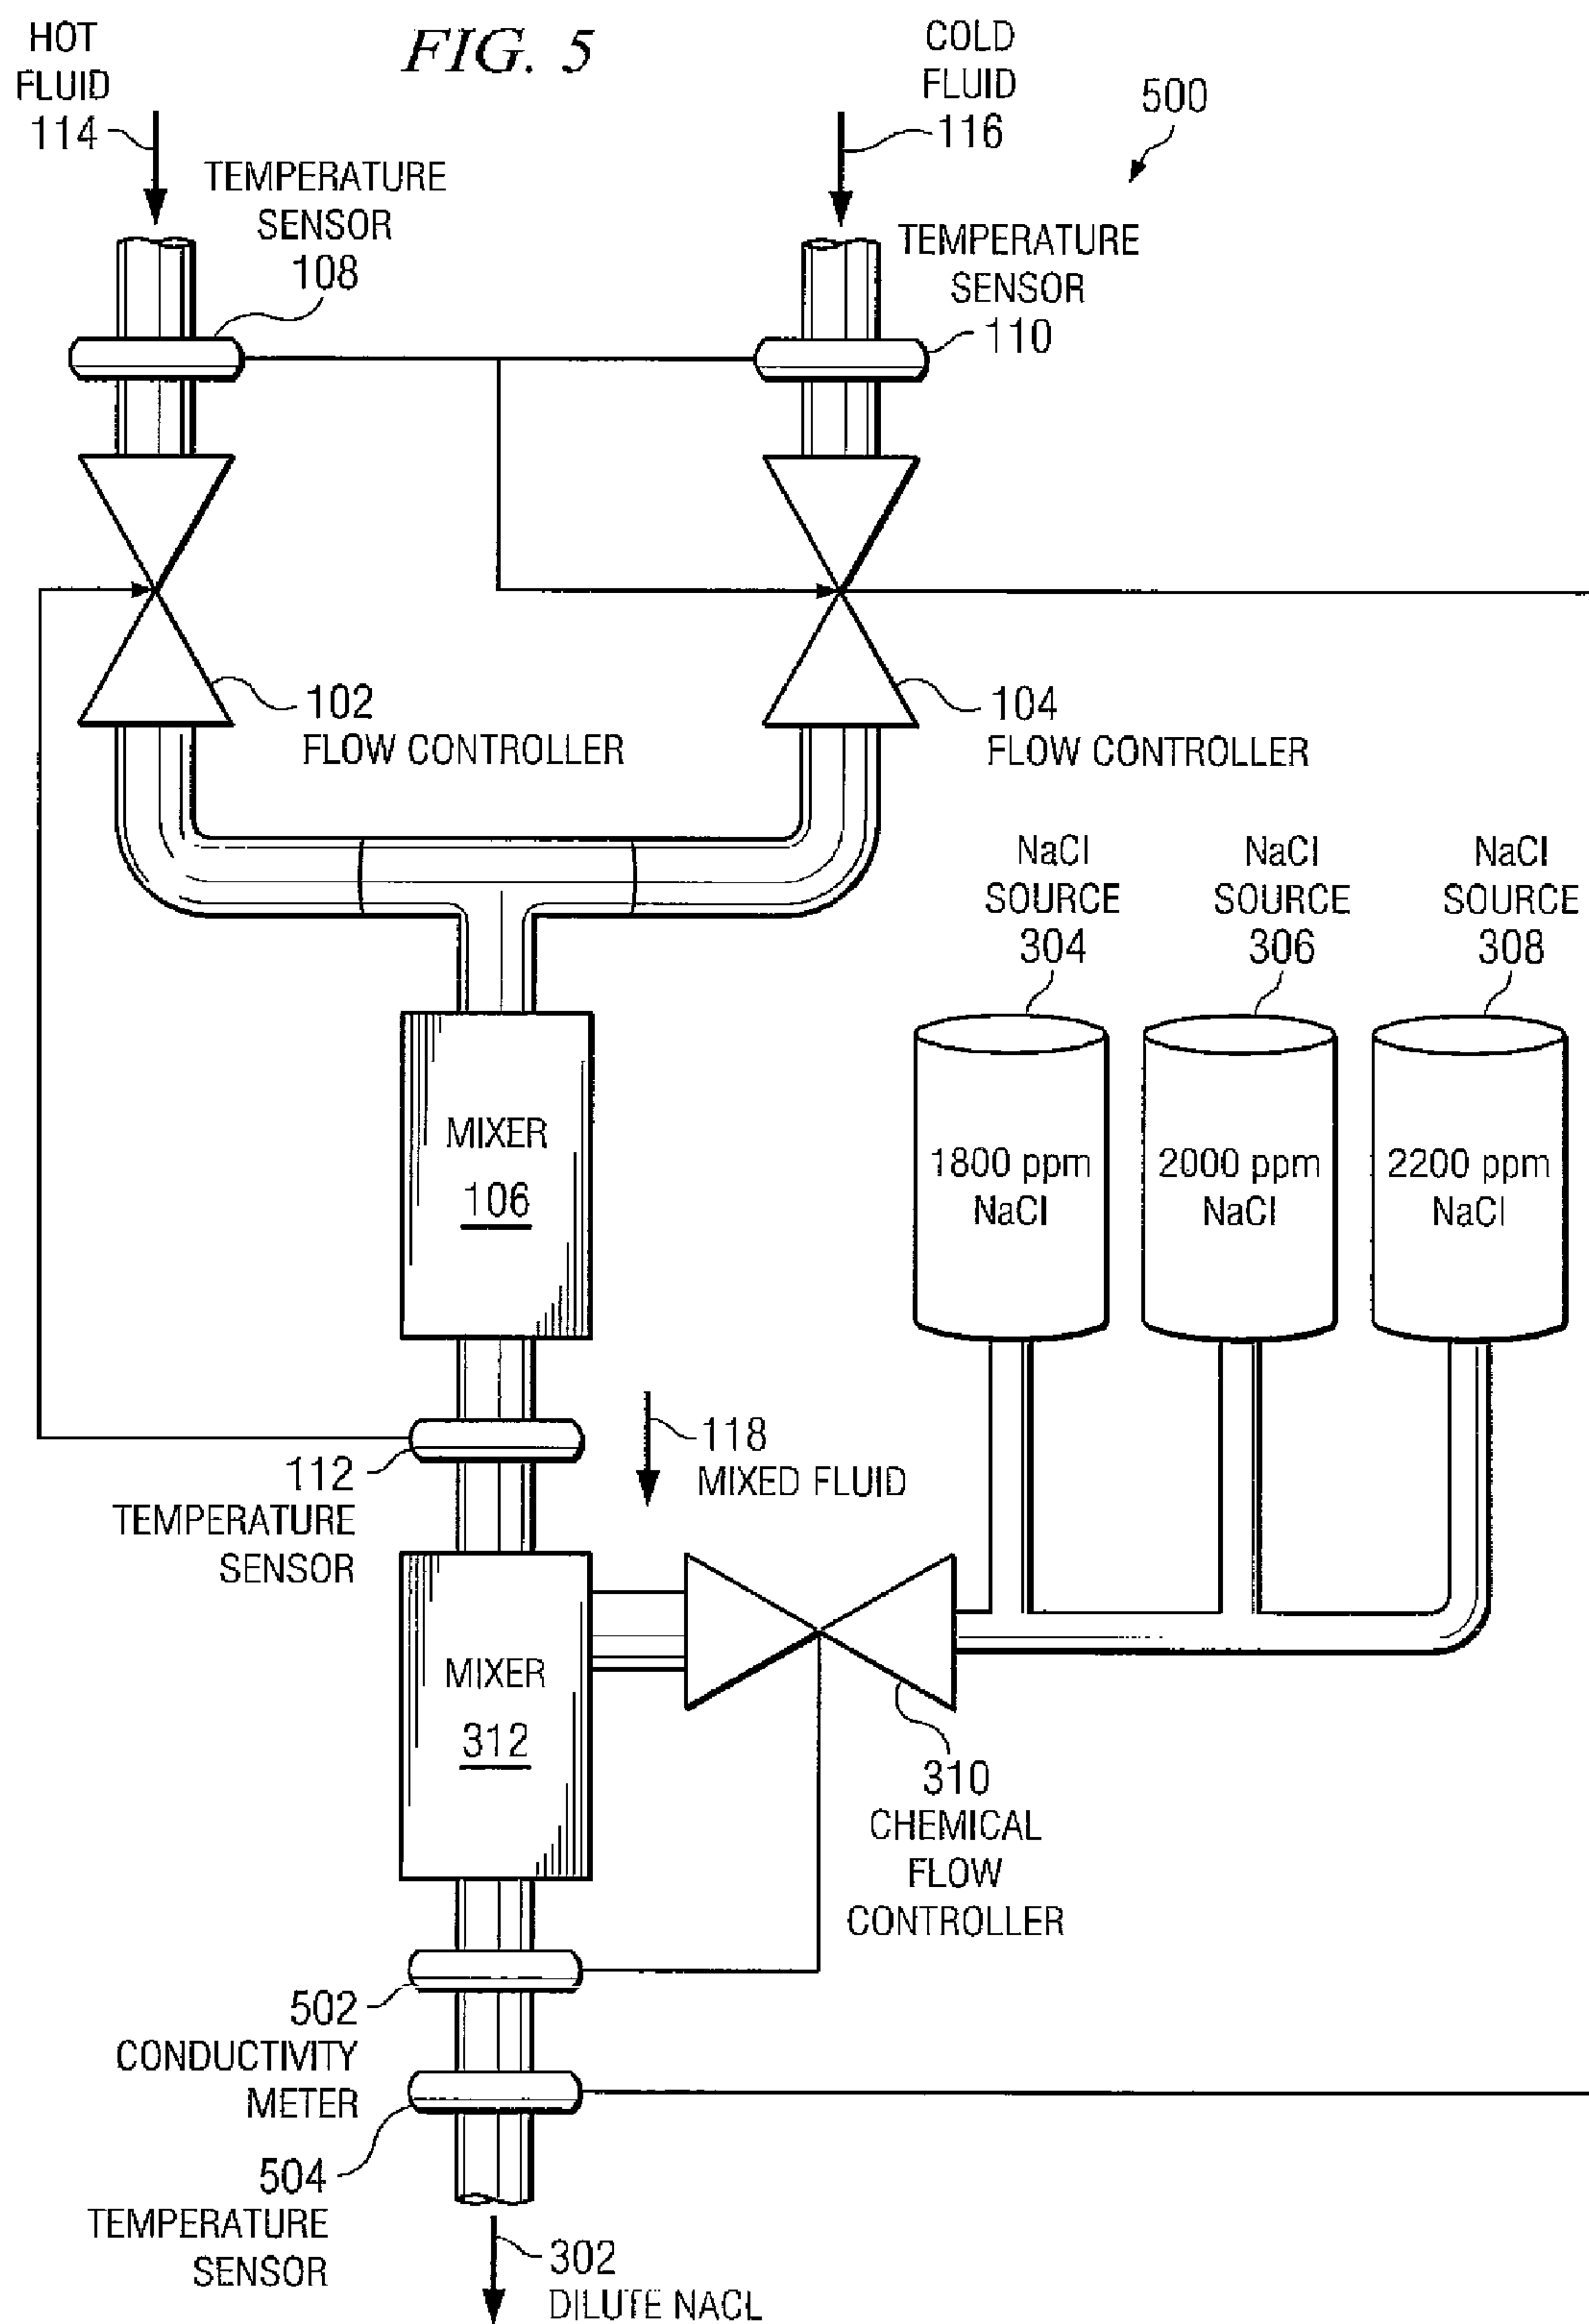 FIG. 5
HOT
FLUID
114
COLD
FLUID
116
500
TEMPERATURE
SENSOR
108
TEMPERATURE
SENSOR
110
102
FLOW CONTROLLER
104
FLOW CONTROLLER
NaCl
SOURCE
304
NaCl
SOURCE
306
NaCl
SOURCE
308
MIXER
106
1800 ppm
NaCl
2000 ppm
NaCl
2200 ppm
NaCl
118
MIXED FLUID
112
TEMPERATURE
SENSOR
MIXER
312
310
CHEMICAL
FLOW
CONTROLLER
502
CONDUCTIVITY
METER
504
TEMPERATURE
SENSOR
302
DILUTE NACL